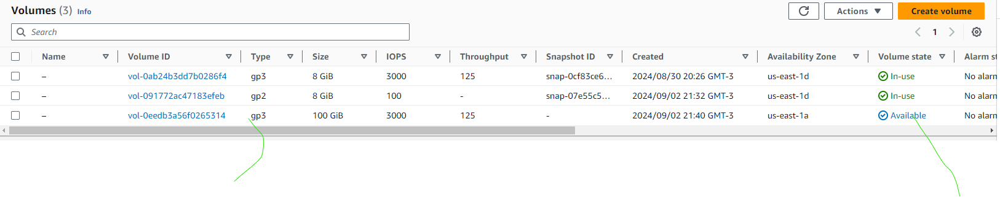 Volumes (3) Info
Actions
Create volume
Search
1
Name Volume ID Type Size IOPS Throughput Snapshot ID Created Availability Zone Volume state Alarm st
– vol-0ab24b3dd7b0286f4 gp3 8 GiB 3000 125 snap-0cf83ce6... 2024/08/30 20:26 GMT-3 us-east-1d In-use No alarm
– vol-091772ac47183efeb gp2 8 GiB 100 - snap-07e55c5... 2024/09/02 21:32 GMT-3 us-east-1d In-use No alarm
– vol-0eedb3a56f0265314 gp3 100 GiB 3000 125 - 2024/09/02 21:40 GMT-3 us-east-1a Available No alarm